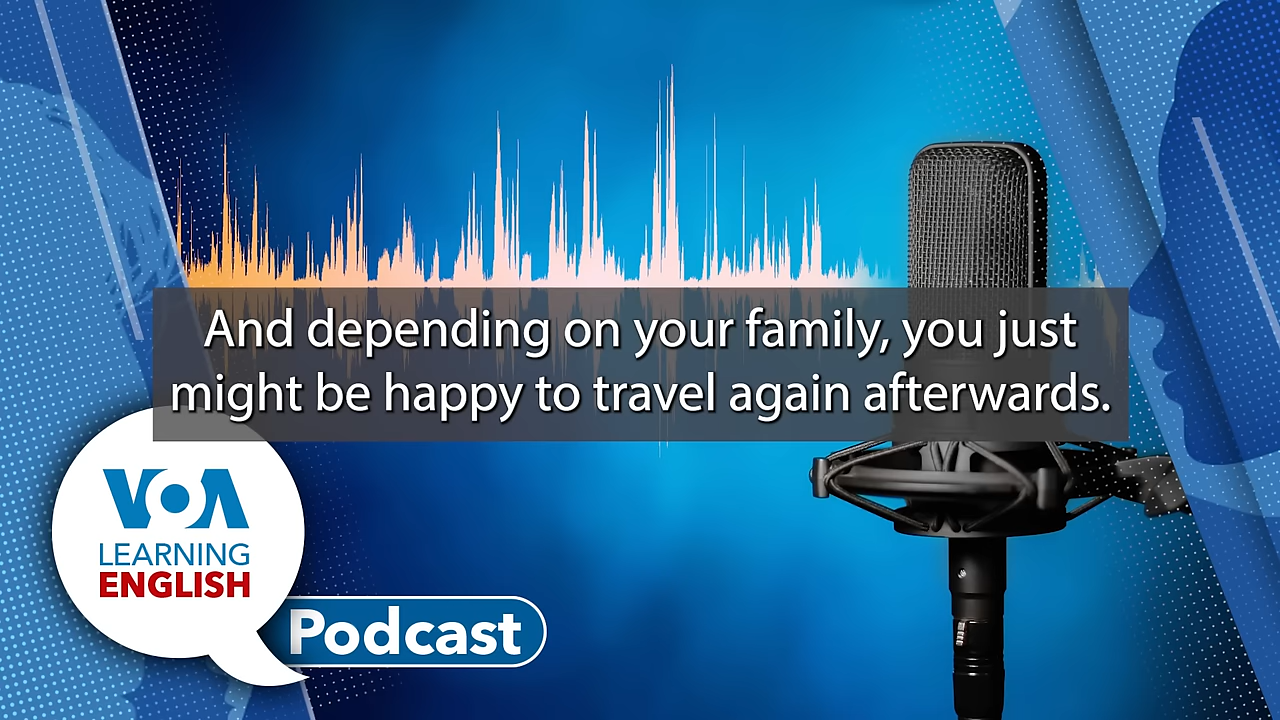 And depending on your family, you just
might be happy to travel again afterwards.
VOA
LEARNING
ENGLISH
Podcast